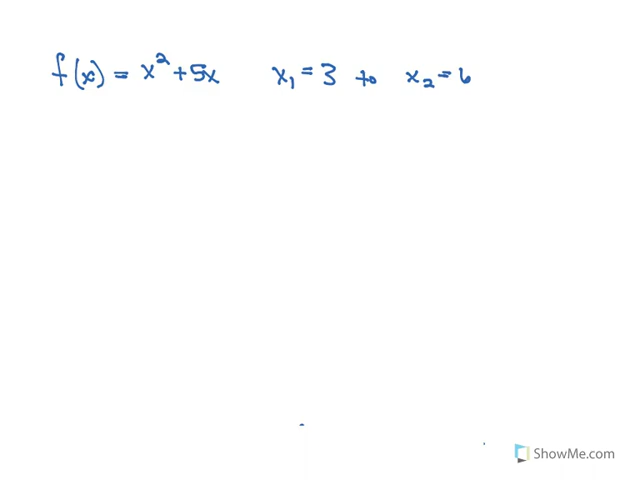 f(x) = x² + 5x x₁ = 3 to x₂ = 6
ShowMe.com